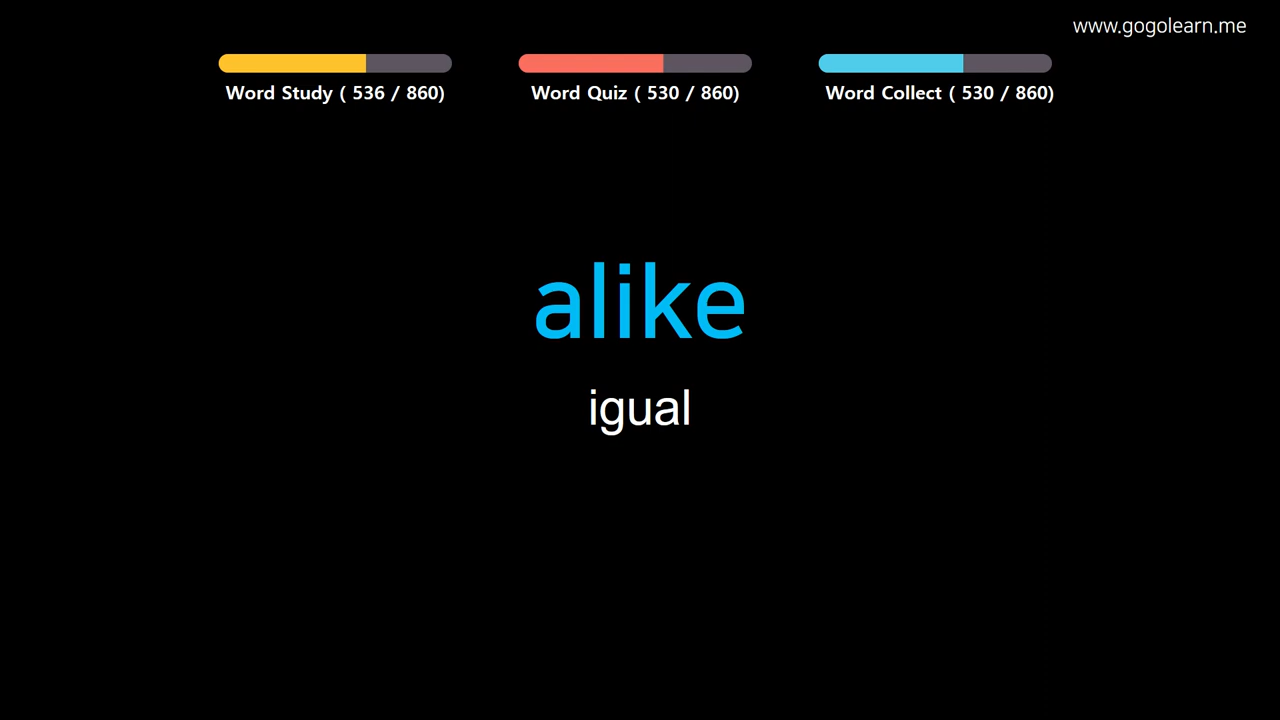 www.gogolearn.me
Word Study ( 536 / 860)
Word Quiz ( 530 / 860)
Word Collect ( 530 / 860)
alike
igual